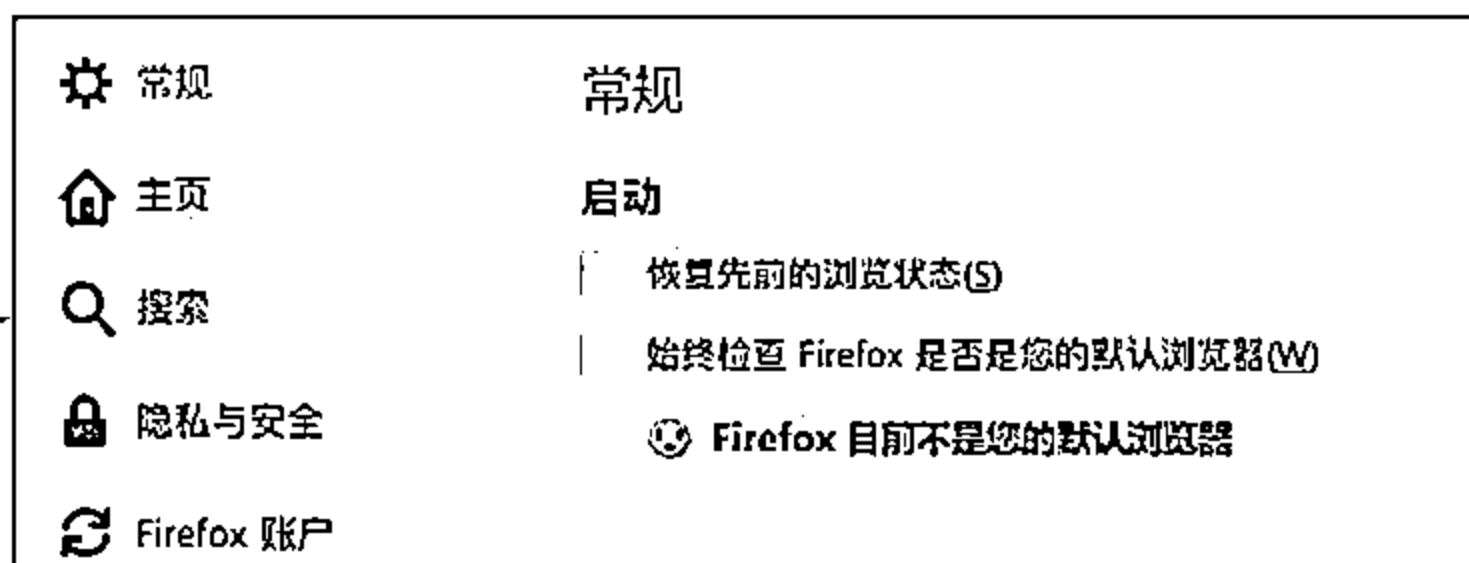 常规
主页
搜索
隐私与安全
Firefox 账户
常规
启动
恢复先前的浏览状态(S)
始终检查 Firefox 是否是您的默认浏览器(W)
Firefox 目前不是您的默认浏览器